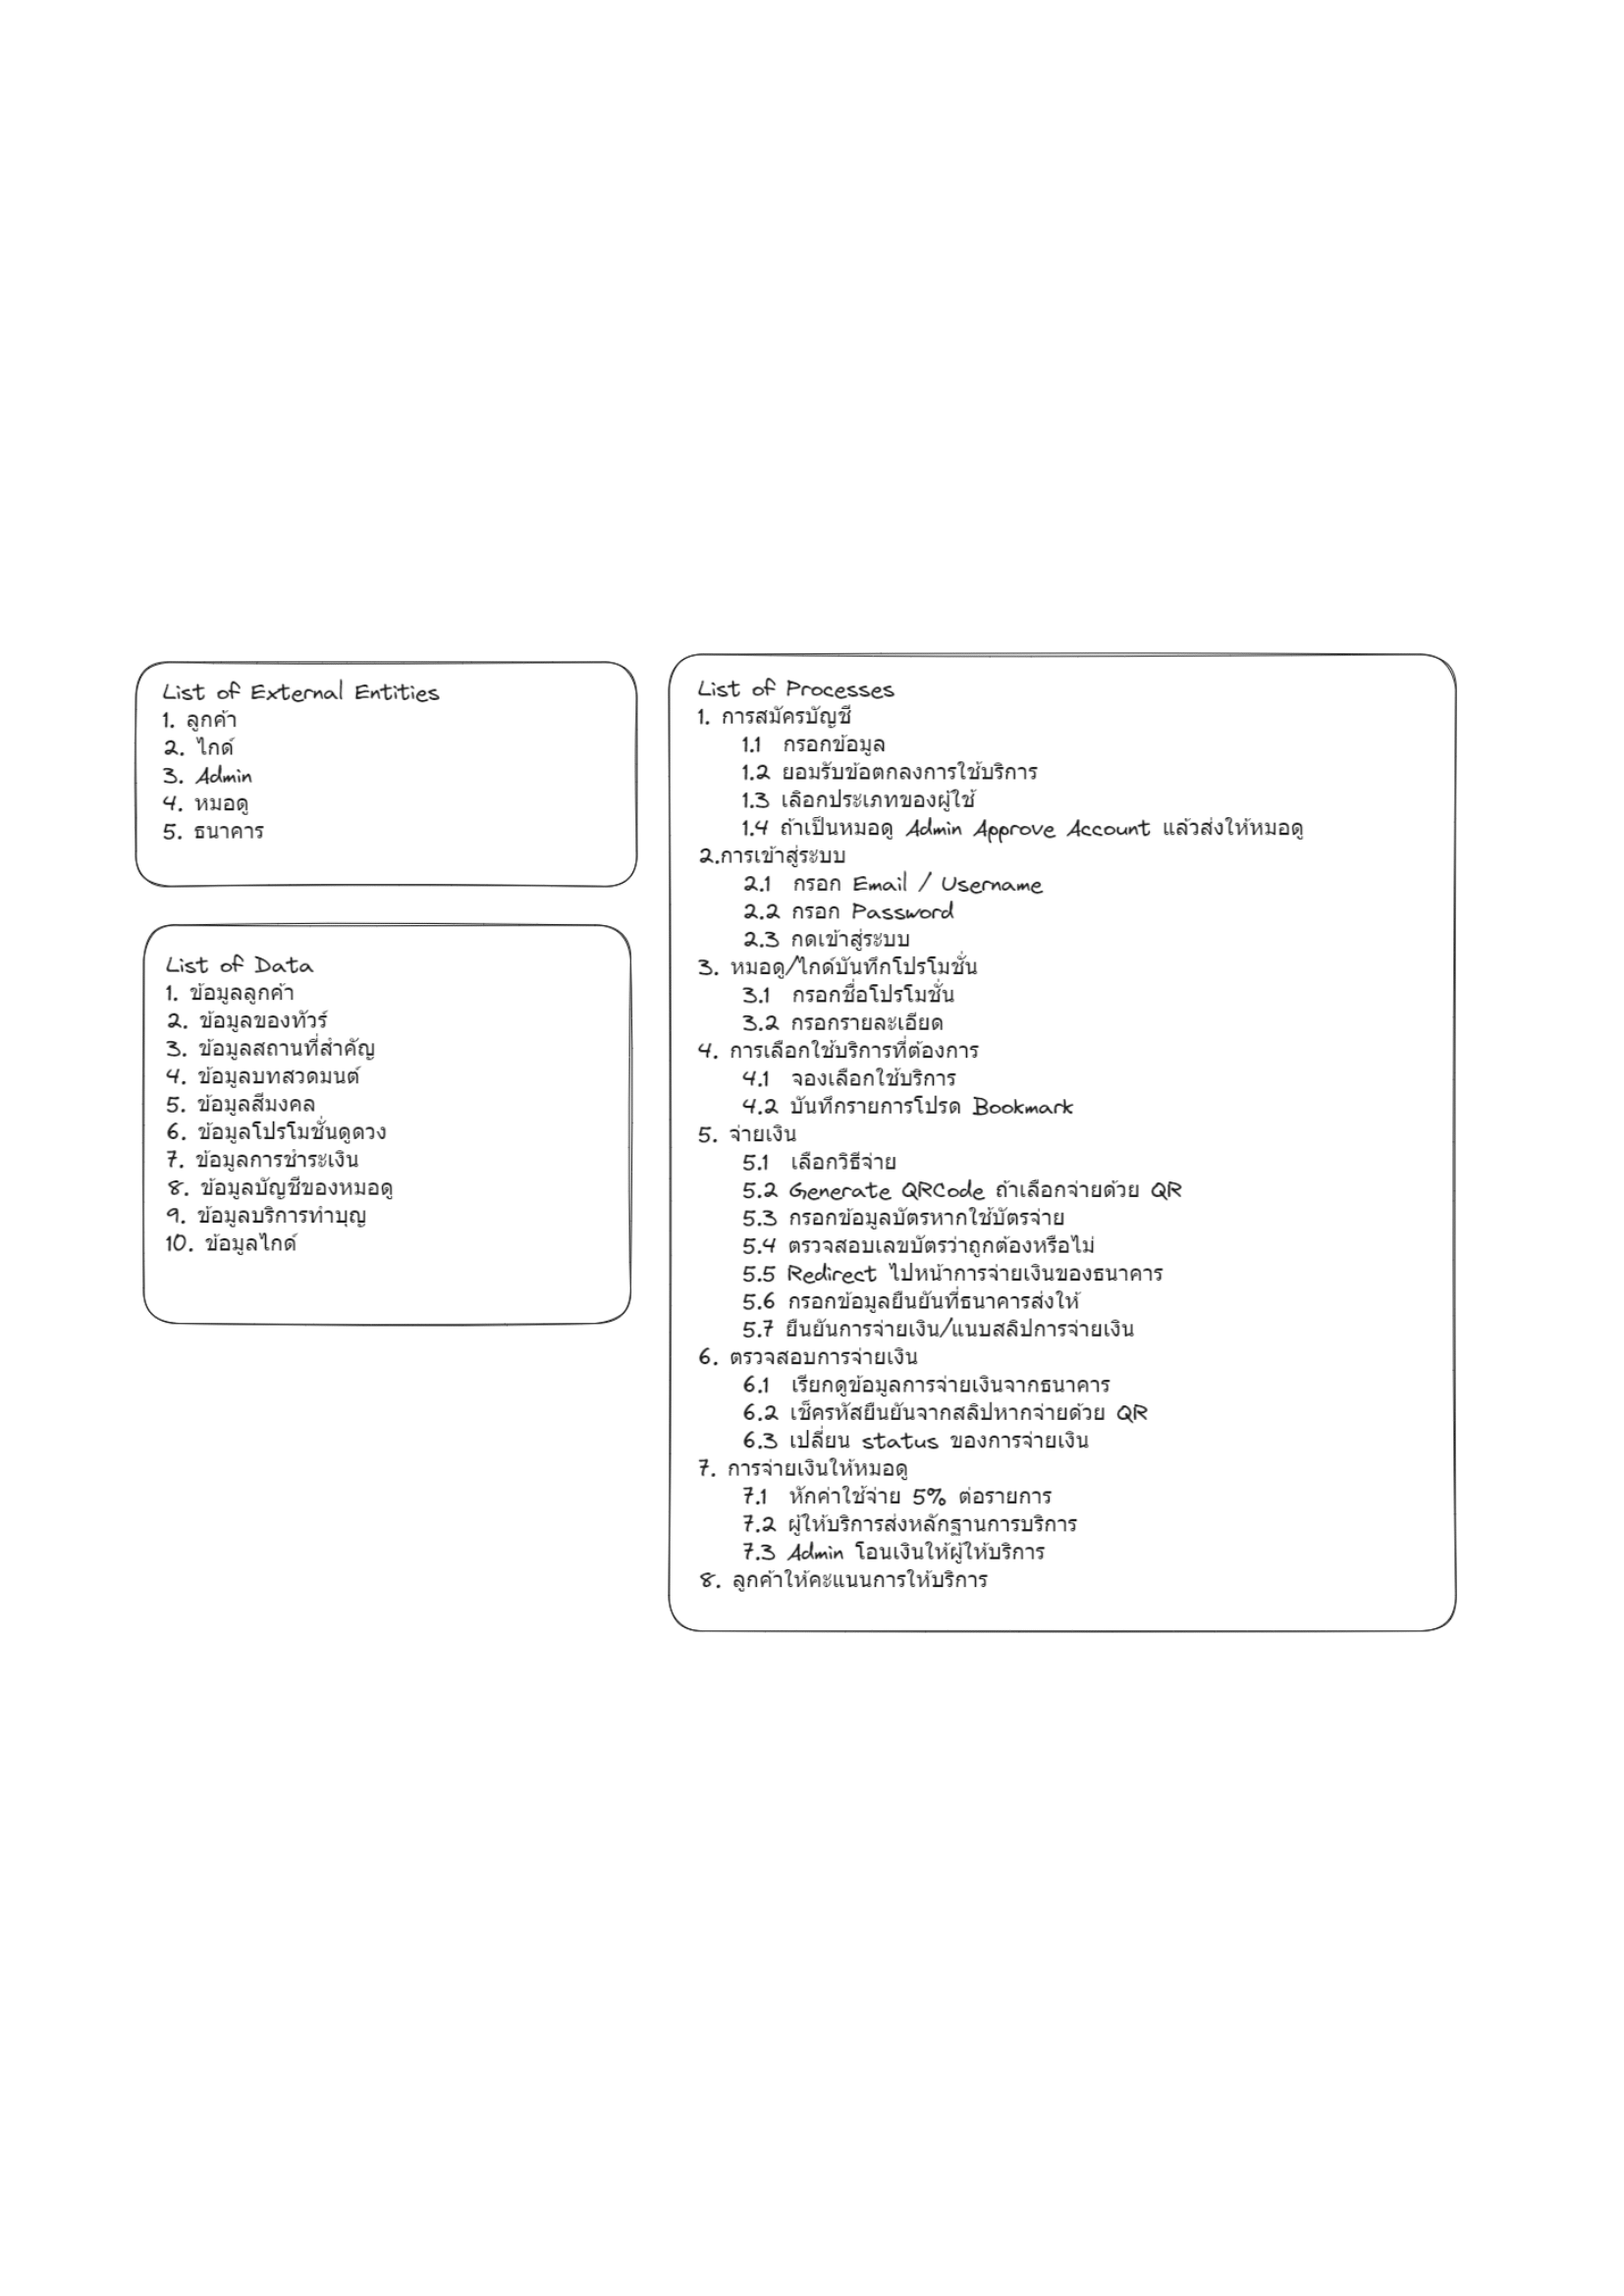 List of External Entities
1. ลูกค้า
2. ไกด์
3. Admin
4. หมอดู
5. ธนาคาร
List of Data
1. ข้อมูลลูกค้า
2. ข้อมูลของทัวร์
3. ข้อมูลสถานที่สำคัญ
4. ข้อมูลบทสวดมนต์
5. ข้อมูลสีมงคล
6. ข้อมูลโปรโมชั่นดูดวง
7. ข้อมูลการชำระเงิน
8. ข้อมูลบัญชีของหมอดู
9. ข้อมูลบริการทำบุญ
10. ข้อมูลไกด์
List of Processes
1. การสมัครบัญชี
1.1 กรอกข้อมูล
1.2 ยอมรับข้อตกลงการใช้บริการ
1.3 เลือกประเภทของผู้ใช้
1.4 ถ้าเป็นหมอดู Admin Approve Account แล้วส่งให้หมอดู
2.การเข้าสู่ระบบ
2.1 กรอก Email / Username
2.2 กรอก Password
2.3 กดเข้าสู่ระบบ
3. หมอดู/ไกด์บันทึกโปรโมชั่น
3.1 กรอกชื่อโปรโมชั่น
3.2 กรอกรายละเอียด
4. การเลือกใช้บริการที่ต้องการ
4.1 จองเลือกใช้บริการ
4.2 บันทึกรายการโปรด Bookmark
5. จ่ายเงิน
5.1 เลือกวิธีจ่าย
5.2 Generate QRCode ถ้าเลือกจ่ายด้วย QR
5.3 กรอกข้อมูลบัตรหากใช้บัตรจ่าย
5.4 ตรวจสอบเลขบัตรว่าถูกต้องหรือไม่
5.5 Redirect ไปหน้าการจ่ายเงินของธนาคาร
5.6 กรอกข้อมูลยืนยันที่ธนาคารส่งให้
5.7 ยืนยันการจ่ายเงิน/แนบสลิปการจ่ายเงิน
6. ตรวจสอบการจ่ายเงิน
6.1 เรียกดูข้อมูลการจ่ายเงินจากธนาคาร
6.2 เช็ครหัสยืนยันจากสลิปหากจ่ายด้วย QR
6.3 เปลี่ยน status ของการจ่ายเงิน
7. การจ่ายเงินให้หมอดู
7.1 หักค่าใช้จ่าย 5% ต่อรายการ
7.2 ผู้ให้บริการส่งหลักฐานการบริการ
7.3 Admin โอนเงินให้ผู้ให้บริการ
8. ลูกค้าให้คะแนนการให้บริการ